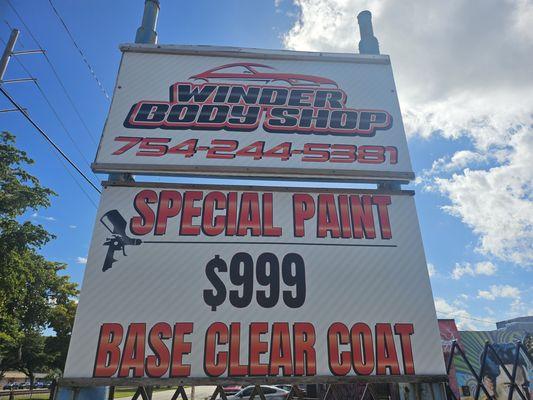 WINDER
BODY SHOP
754-244-5381
SPECIAL PAINT
$999
BASE CLEAR COAT